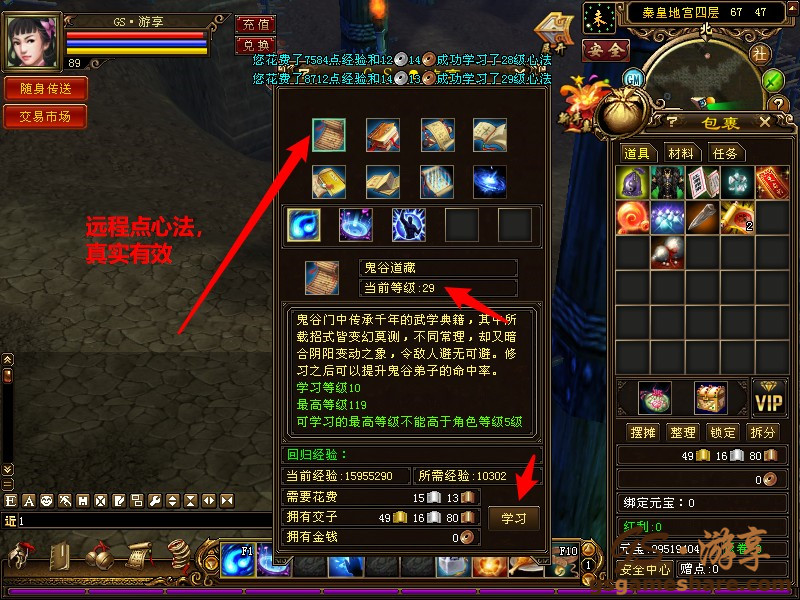 GS·游享
89
充值
兑换
随身传送
交易市场
您花费了7584点经验和12 14 成功学习了28级心法
您花费了8712点经验和14 13 成功学习了29级心法
秦皇地宫四层 67 47
北
未
安全
社
GM
?
远程点心法,
真实有效
鬼谷道藏
当前等级:29
鬼谷门中传承千年的武学典籍,其中所
载招式皆变幻莫测,不同常理,却又暗
合阴阳变动之象,令敌人避无可避。修
习之后可以提升鬼谷弟子的命中率。
学习等级10
最高等级119
可学习的最高等级不能高于角色等级5级
回归经验:
当前经验:15955290
所需经验:10302
需要花费 15 13
拥有交子 49 16 80
拥有金钱 0
学习
? 包裹 X
道具 材料 任务
2
VIP
摆摊 整理 锁定 拆分
49 16 80
0
绑定元宝:0
红利:0
元宝:09519404
安全中心 赠点:0
游享
近1
F1
F10
1